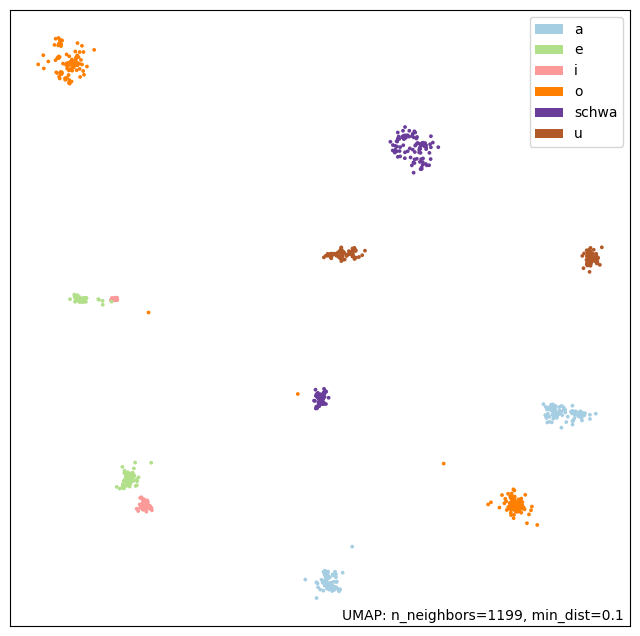 a
e
i
o
schwa
u
UMAP: n_neighbors=1199, min_dist=0.1